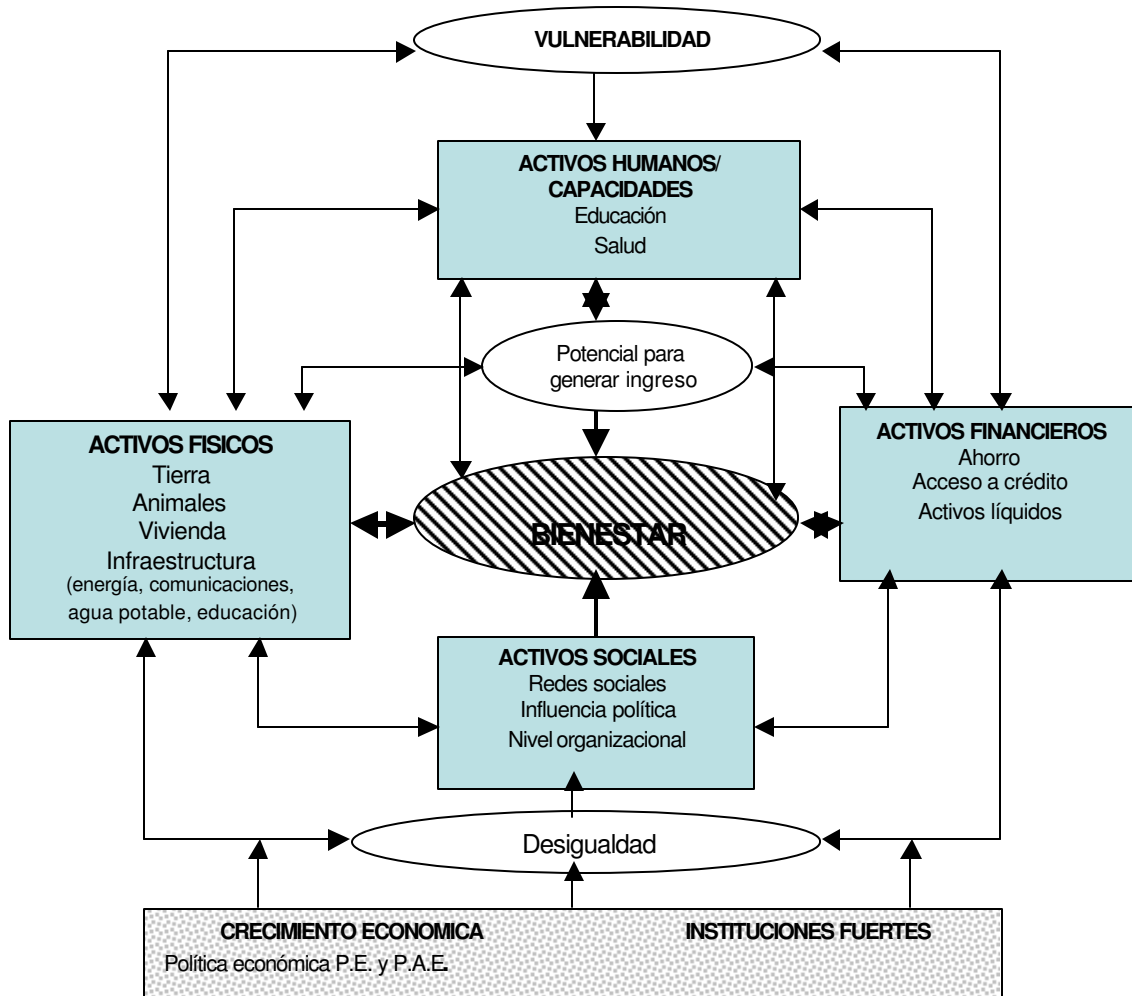 VULNERABILIDAD
ACTIVOS HUMANOS/
CAPACIDADES
Educación
Salud
Potencial para
generar ingreso
ACTIVOS FISICOS
Tierra
Animales
Vivienda
Infraestructura
(energía, comunicaciones,
agua potable, educación)
ACTIVOS FINANCIEROS
Ahorro
Acceso a crédito
Activos líquidos
BIENESTAR
ACTIVOS SOCIALES
Redes sociales
Influencia política
Nivel organizacional
Desigualdad
CRECIMIENTO ECONOMICA
INSTITUCIONES FUERTES
Política económica P.E. y P.A.E.